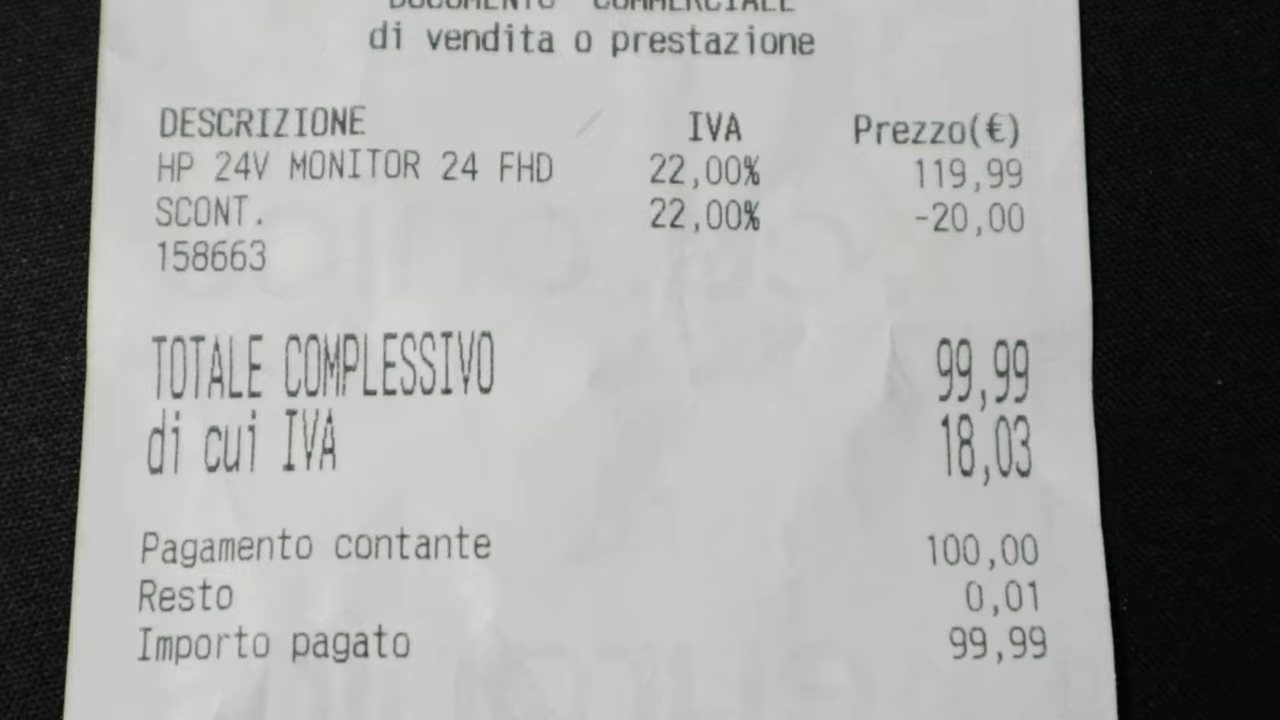 DOCUMENTO COMMERCIALE
di vendita o prestazione
DESCRIZIONE IVA Prezzo(€)
HP 24V MONITOR 24 FHD 22,00% 119,99
SCONT. 22,00% -20,00
158663
TOTALE COMPLESSIVO 99,99
di cui IVA 18,03
Pagamento contante 100,00
Resto 0,01
Importo pagato 99,99